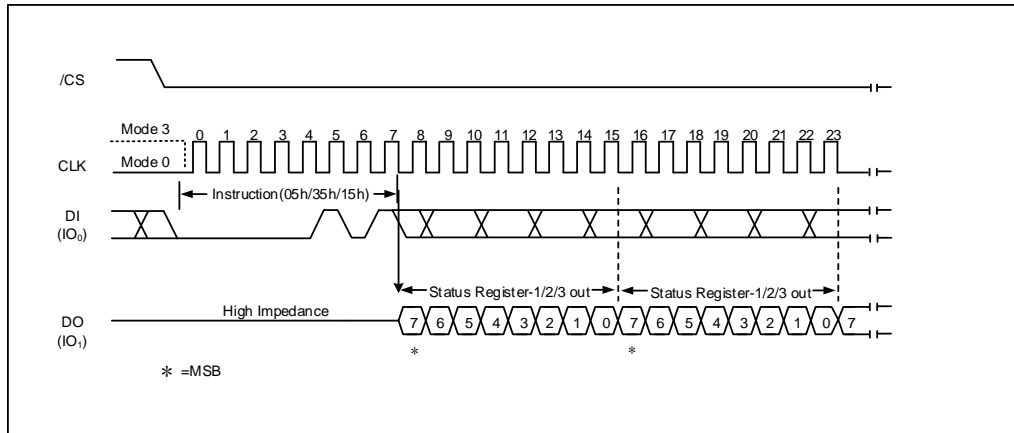 /CS
Mode 3
0 1 2 3 4 5 6 7 8 9 10 11 12 13 14 15 16 17 18 19 20 21 22 23
CLK
Mode 0
Instruction(05h/35h/15h)
DI
(IO₀)
Status Register-1/2/3 out
Status Register-1/2/3 out
High Impedance
DO
7 6 5 4 3 2 1 0 7 6 5 4 3 2 1 0 7
(IO₁)
* *
* =MSB